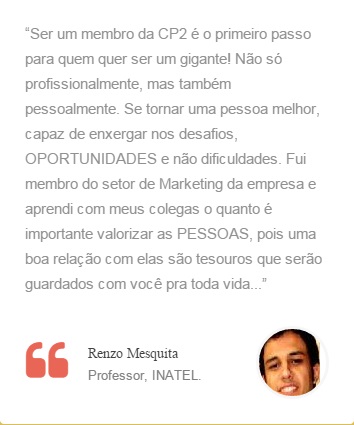 “Ser um membro da CP2 é o primeiro passo
para quem quer ser um gigante! Não só
profissionalmente, mas também
pessoalmente. Se tornar uma pessoa melhor,
capaz de enxergar nos desafios,
OPORTUNIDADES e não dificuldades. Fui
membro do setor de Marketing da empresa e
aprendi com meus colegas o quanto é
importante valorizar as PESSOAS, pois uma
boa relação com elas são tesouros que serão
guardados com você pra toda vida...”
Renzo Mesquita
Professor, INATEL.